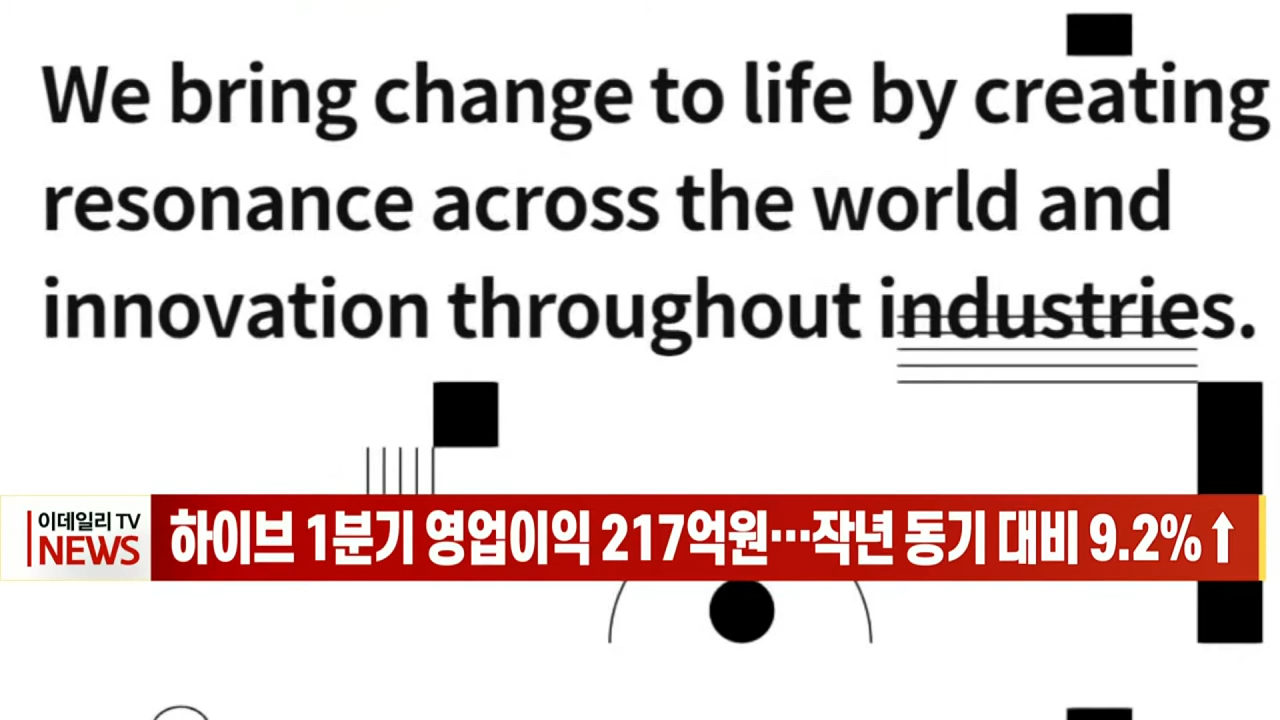 We bring change to life by creating
resonance across the world and
innovation throughout industries.
이데일리 TV
NEWS
하이브 1분기 영업이익 217억원…작년 동기 대비 9.2%↑